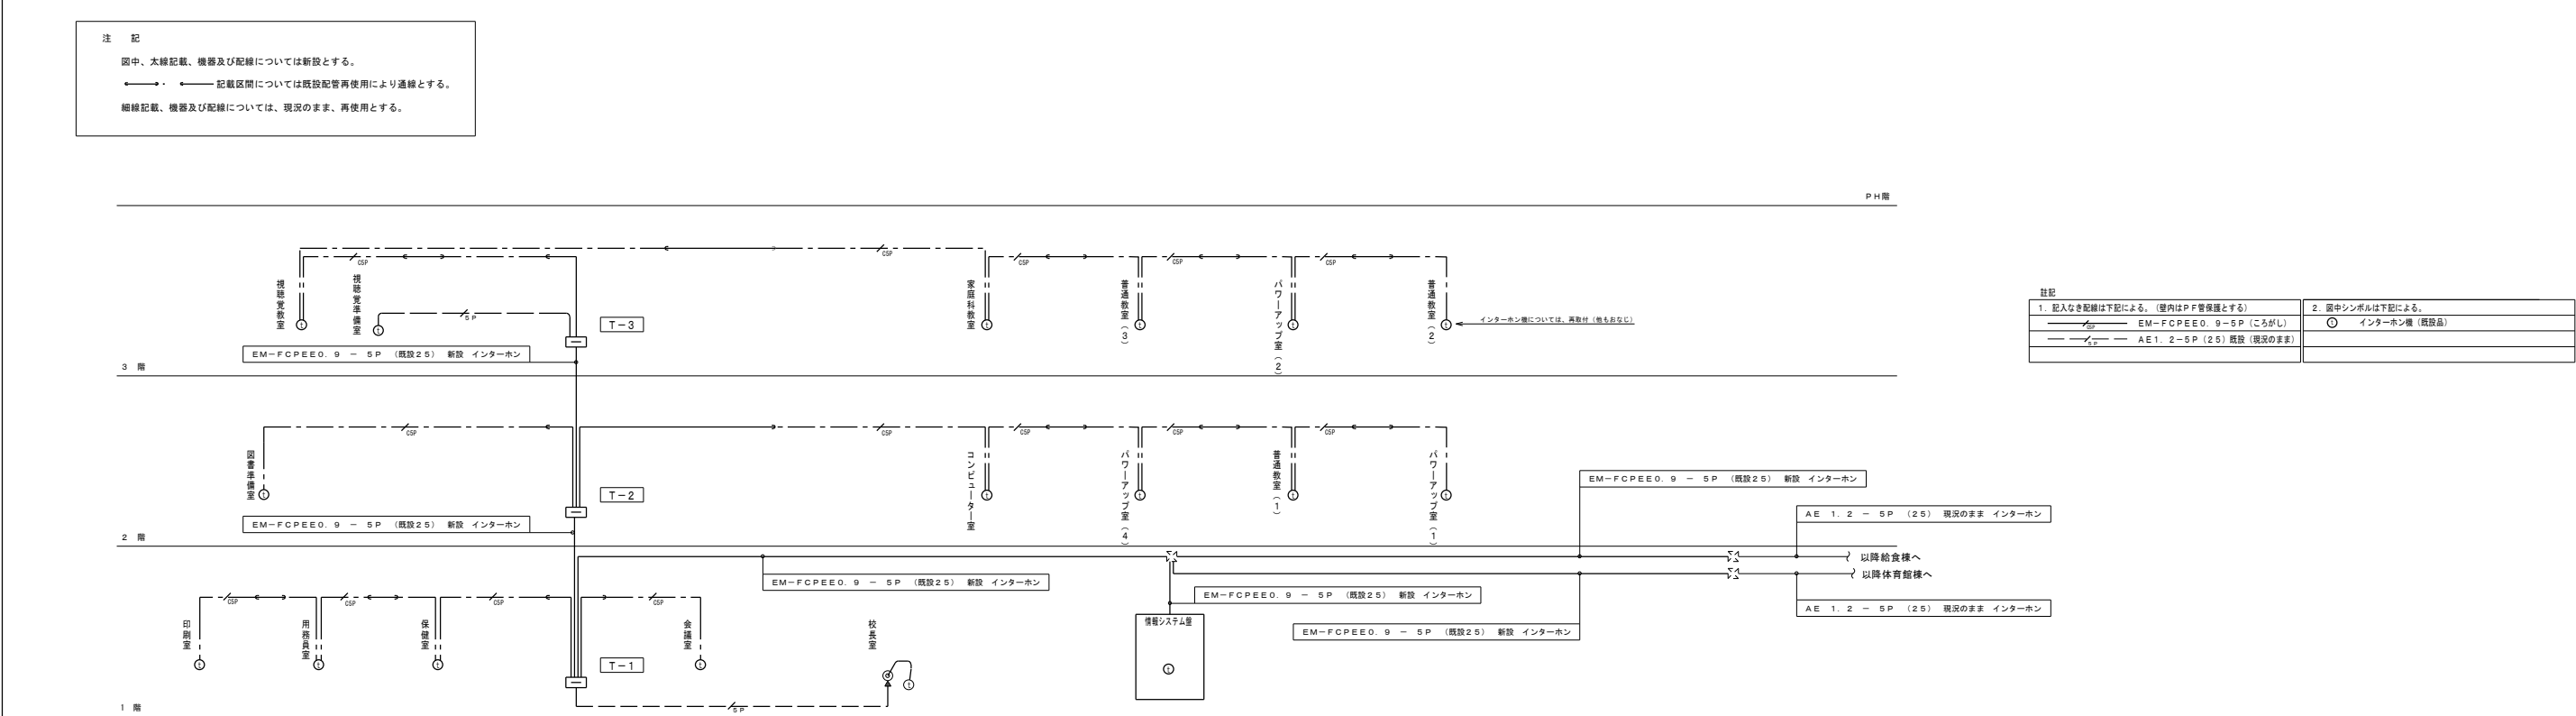 注　記
図中、太線記載、機器及び配線については新設とする。
記載区間については既設配管再使用により通線とする。
細線記載、機器及び配線については、現況のまま、再使用とする。
ＰＨ階
C5P
C5P
C5P
C5P
C5P
視聴覚教室
視聴覚準備室
5P
T－3
家庭科教室
普通教室（3）
パワーアップ室（2）
普通教室（2）
インターホン機については、再取付（他もおなじ）
EM－FCPEE0．9 － 5P （既設25） 新設 インターホン
3 階
註記
1．記入なき配線は下記による。（壁内はＰＦ管保護とする）
C5P
EM－FCPEE0．9－5P（ころがし）
5P
AE1．2－5P（25）既設（現況のまま）
2．図中シンボルは下記による。
t
インターホン機（既設品）
C5P
C5P
C5P
C5P
C5P
図書準備室
T－2
コンピューター室
パワーアップ室（4）
普通教室（1）
パワーアップ室（1）
EM－FCPEE0．9 － 5P （既設25） 新設 インターホン
2 階
EM－FCPEE0．9 － 5P （既設25） 新設 インターホン
AE 1．2 － 5P （25） 現況のまま インターホン
以降給食棟へ
以降体育館棟へ
EM－FCPEE0．9 － 5P （既設25） 新設 インターホン
EM－FCPEE0．9 － 5P （既設25） 新設 インターホン
EM－FCPEE0．9 － 5P （既設25） 新設 インターホン
AE 1．2 － 5P （25） 現況のまま インターホン
C5P
C5P
C5P
C5P
印刷室
用務員室
保健室
T－1
会議室
校長室
情報システム盤
t
5P
1 階